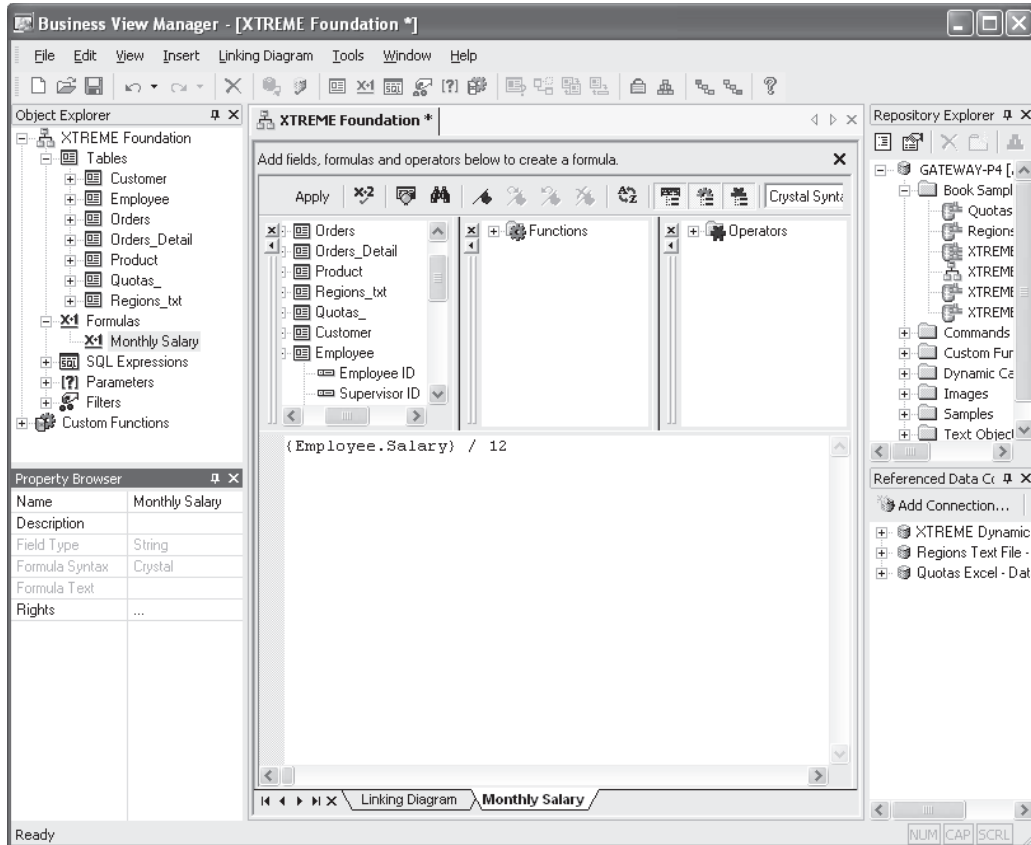 Business View Manager - [XTREME Foundation *]
File Edit View Insert Linking Diagram Tools Window Help
Object Explorer
XTREME Foundation
Tables
Customer
Employee
Orders
Orders_Detail
Product
Quotas_
Regions_txt
Formulas
Monthly Salary
SQL Expressions
Parameters
Filters
Custom Functions
Property Browser
Name Monthly Salary
Description
Field Type String
Formula Syntax Crystal
Formula Text
Rights ...
XTREME Foundation *
Add fields, formulas and operators below to create a formula.
Apply Crystal Synta
Orders
Orders_Detail
Product
Regions_txt
Quotas_
Customer
Employee
Employee ID
Supervisor ID
Functions
Operators
{Employee.Salary} / 12
Linking Diagram Monthly Salary
Repository Explorer
GATEWAY-P4 [
Book Sampl
Quotas
Regions
XTREME
XTREME
XTREME
XTREME
Commands
Custom Fur
Dynamic Ca
Images
Samples
Text Object
Referenced Data Cc
Add Connection...
XTREME Dynamic
Regions Text File -
Quotas Excel - Dat
Ready
NUM CAP SCRL